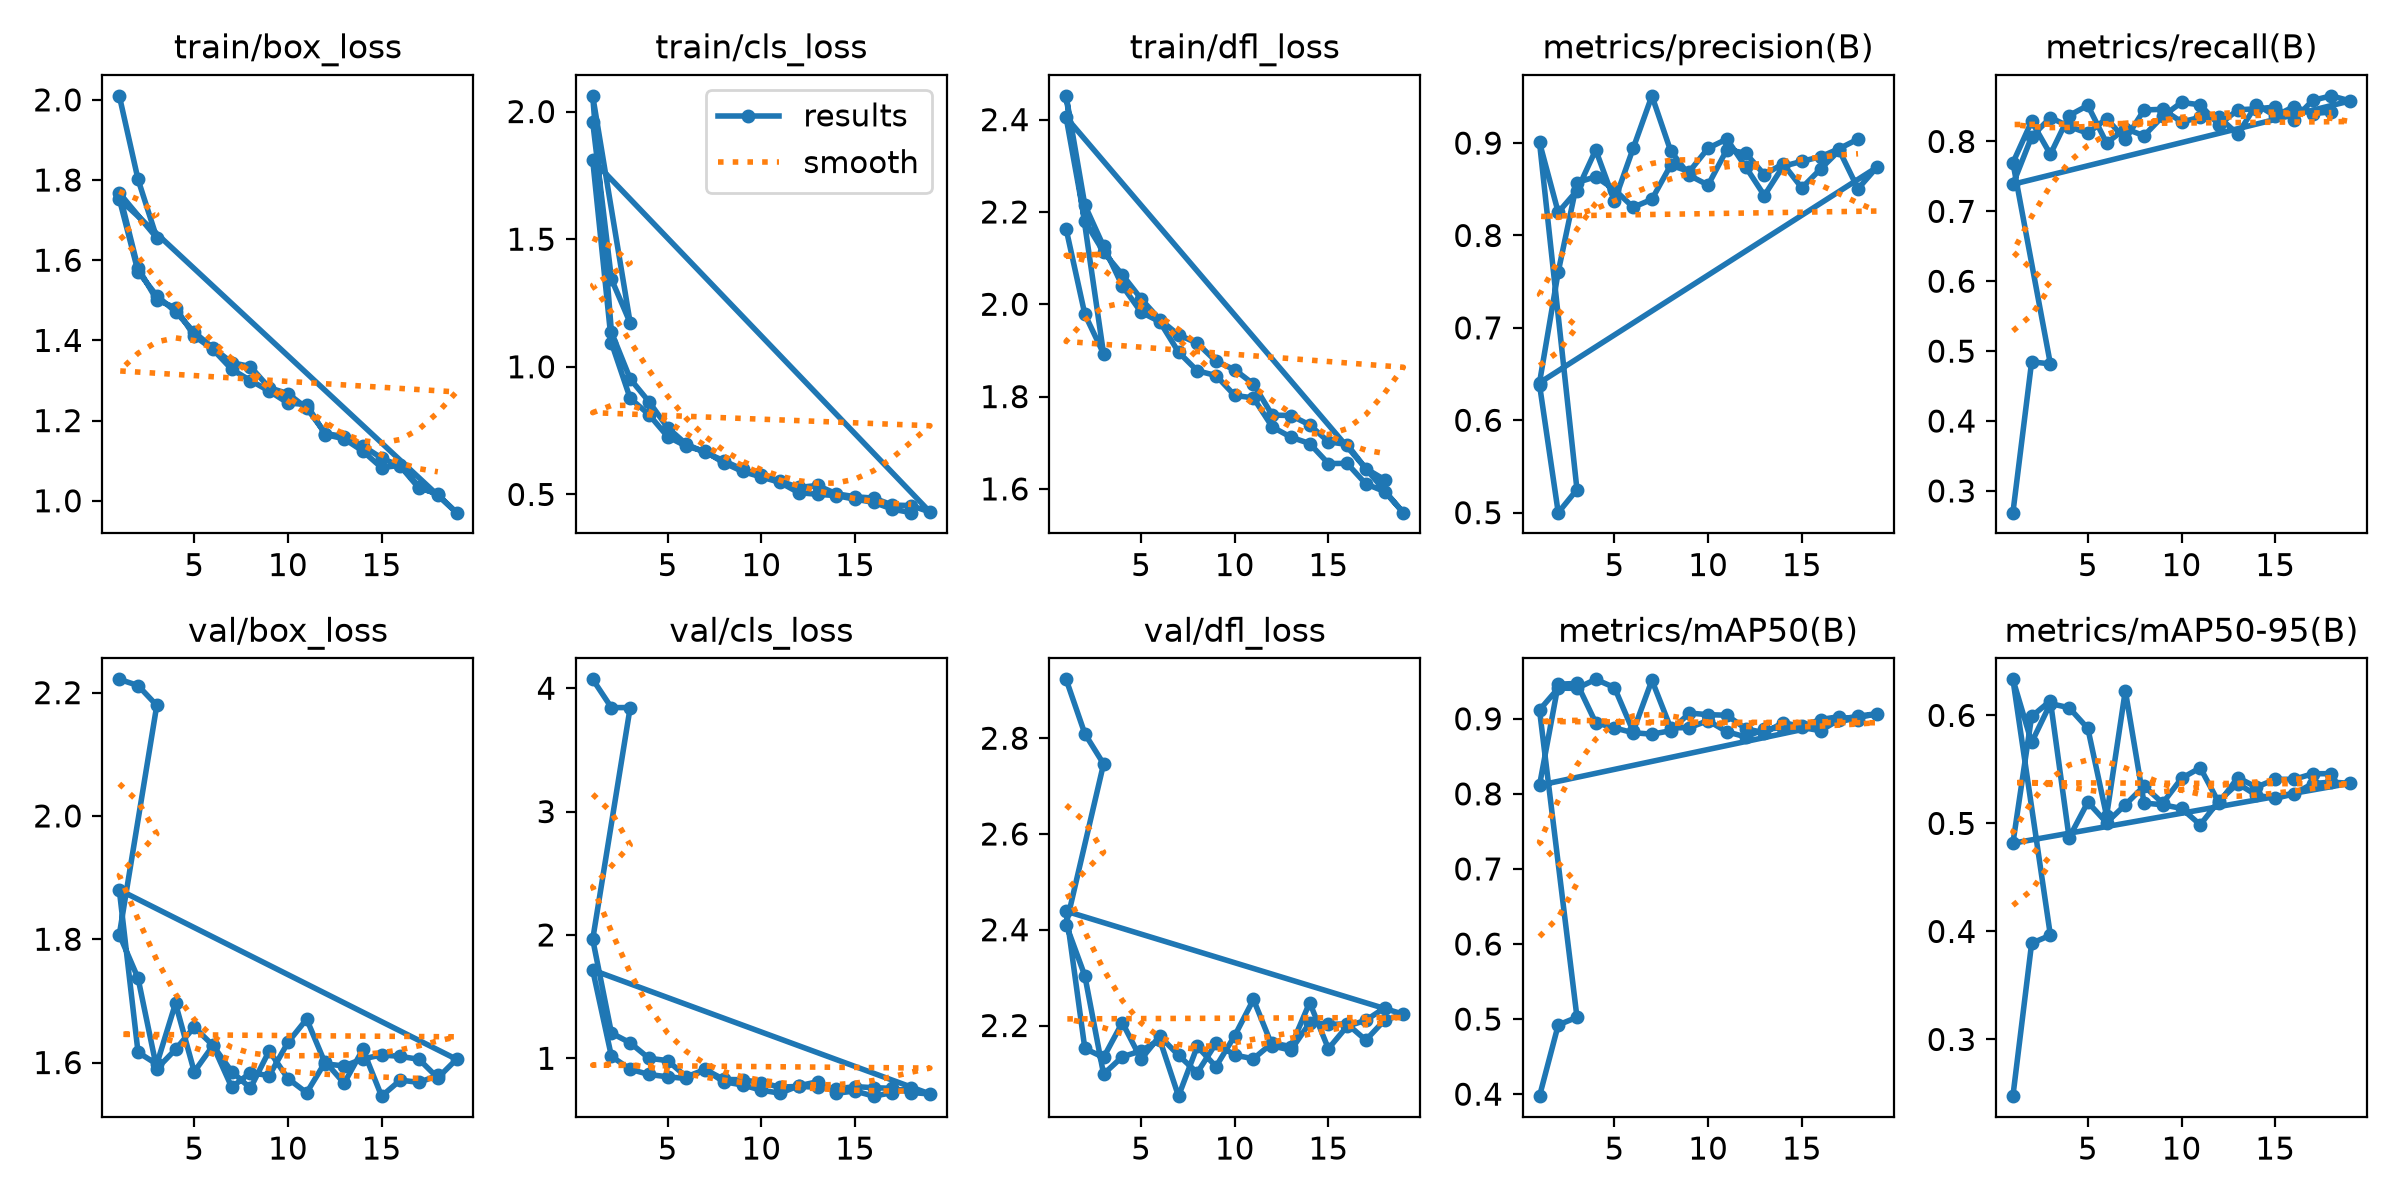 train/box_loss
2.0
1.8
1.6
1.4
1.2
1.0
5 10 15
train/cls_loss
results
smooth
2.0
1.5
1.0
0.5
5 10 15
train/dfl_loss
2.4
2.2
2.0
1.8
1.6
5 10 15
metrics/precision(B)
0.9
0.8
0.7
0.6
0.5
5 10 15
metrics/recall(B)
0.8
0.7
0.6
0.5
0.4
0.3
5 10 15
val/box_loss
2.2
2.0
1.8
1.6
5 10 15
val/cls_loss
4
3
2
1
5 10 15
val/dfl_loss
2.8
2.6
2.4
2.2
5 10 15
metrics/mAP50(B)
0.9
0.8
0.7
0.6
0.5
0.4
5 10 15
metrics/mAP50-95(B)
0.6
0.5
0.4
0.3
5 10 15